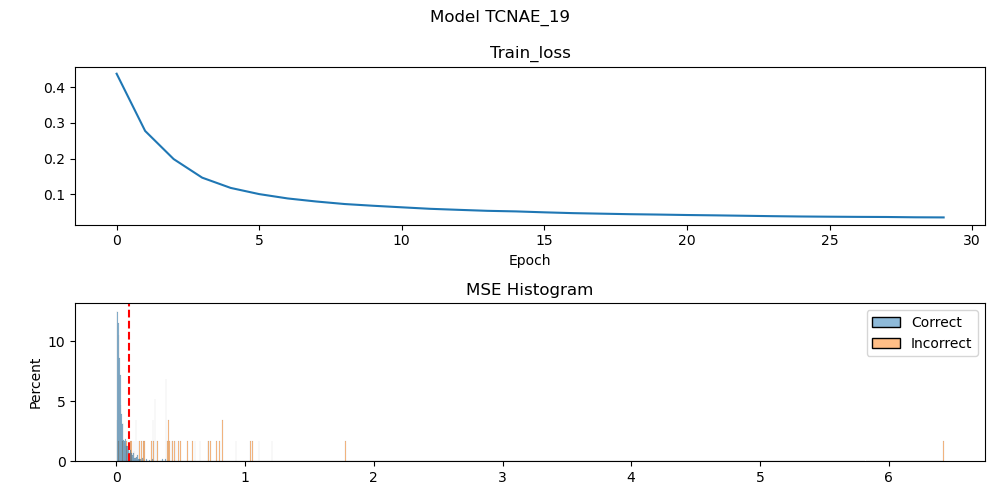 Model TCNAE_19
Train_loss
0.4
0.3
0.2
0.1
0 5 10 15 20 25 30
Epoch
MSE Histogram
Correct
Incorrect
10
5
0
Percent
0 1 2 3 4 5 6